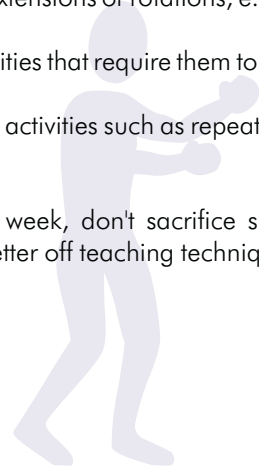 xtensions or rotations, e.
ities that require them to
activities such as repeat
week, don't sacrifice s
etter off teaching techniq